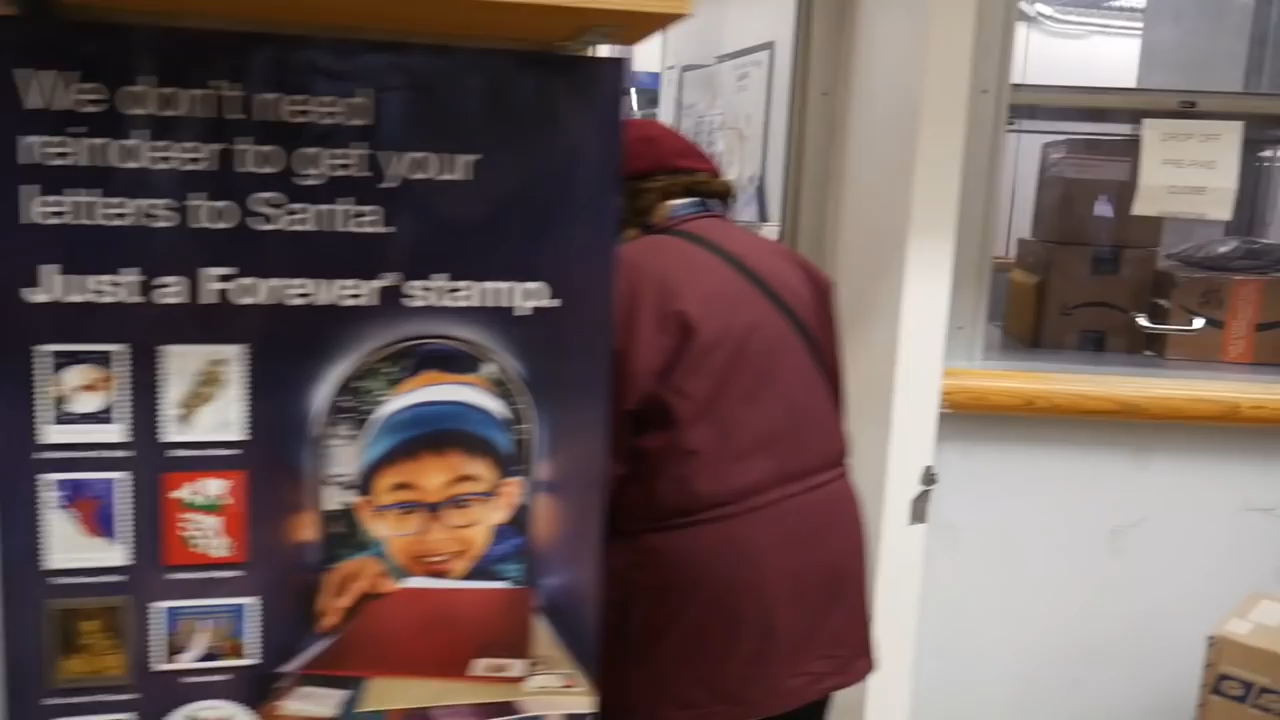 We don't need
reindeer to get your
letters to Santa.
Just a Forever® stamp.
DROP OFF
PRE-PAID